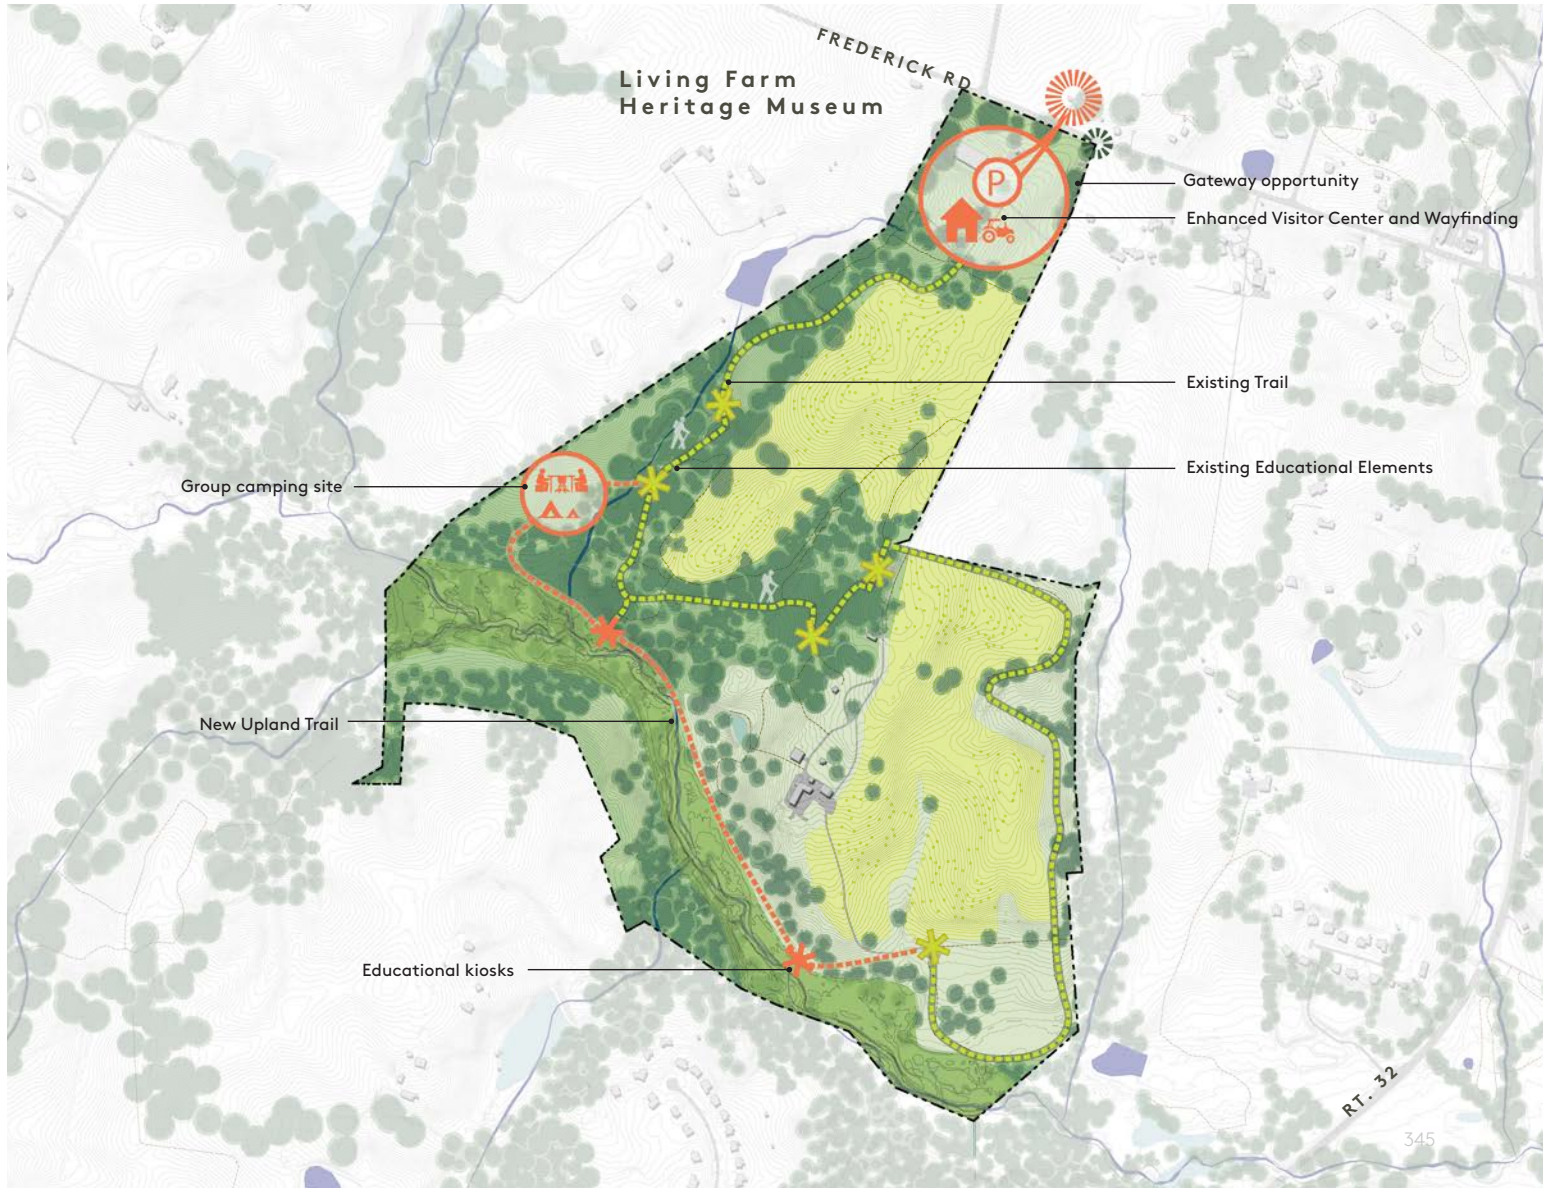 FREDERICK RD
Living Farm
Heritage Museum
P
Gateway opportunity
Enhanced Visitor Center and Wayfinding
Existing Trail
Existing Educational Elements
Group camping site
New Upland Trail
Educational kiosks
RT. 32
345